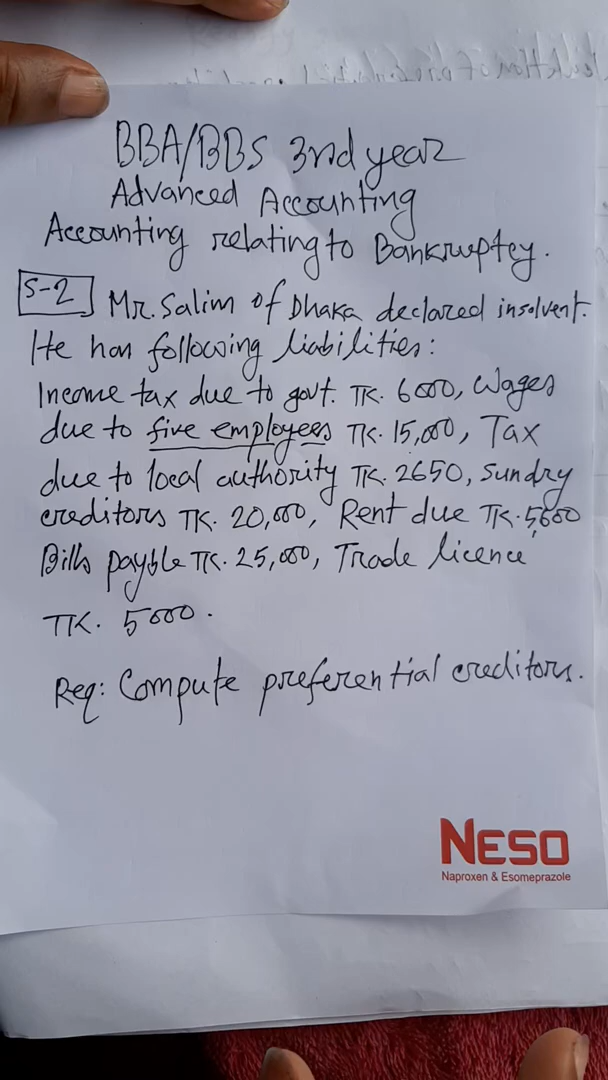 BBA/BBS 3rd year
Advanced Accounting
Accounting relating to Bankruptcy.
S-2 Mr. Salim of Dhaka declared insolvent.
He has following liabilities:
Income tax due to govt. TK. 6000, Wages
due to five employees TK. 15,000, Tax
due to local authority TK. 2650, Sundry
creditors TK. 20,000, Rent due TK. 5,600
Bills payble TK. 25,000, Trade licence
TK. 5000.
Req: Compute preferential creditors.
NESO
Naproxen & Esomeprazole